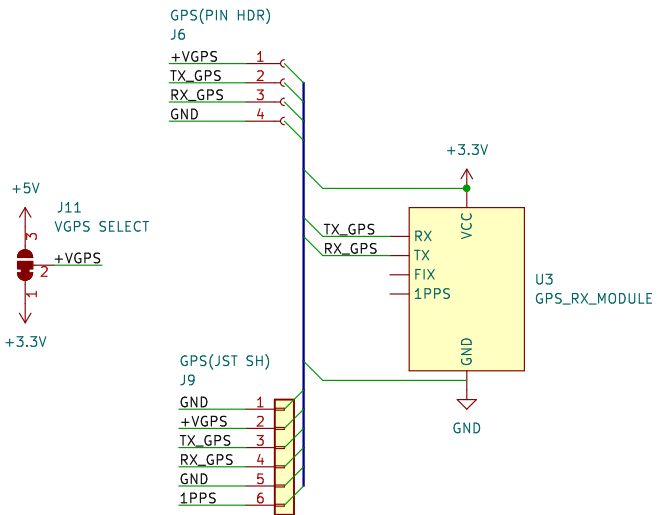 GPS(PIN HDR)
J6
+VGPS 1
TX_GPS 2
RX_GPS 3
GND 4
+3.3V
+5V
J11
VGPS SELECT
3
2 +VGPS
1
+3.3V
VCC
TX_GPS RX
RX_GPS TX
FIX
1PPS
GND
U3
GPS_RX_MODULE
GND
GPS(JST SH)
J9
GND 1
+VGPS 2
TX_GPS 3
RX_GPS 4
GND 5
1PPS 6